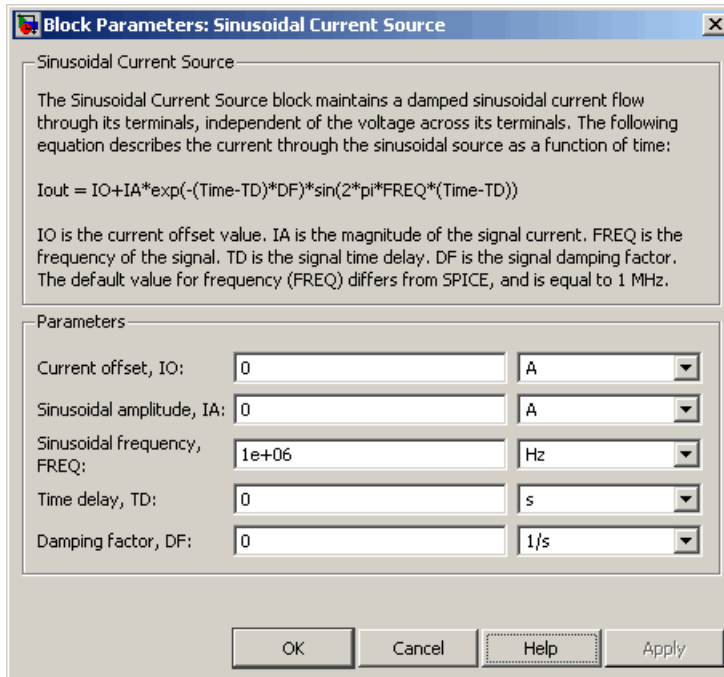 Block Parameters: Sinusoidal Current Source
Sinusoidal Current Source
The Sinusoidal Current Source block maintains a damped sinusoidal current flow
through its terminals, independent of the voltage across its terminals. The following
equation describes the current through the sinusoidal source as a function of time:
Iout = IO+IA*exp(-(Time-TD)*DF)*sin(2*pi*FREQ*(Time-TD))
IO is the current offset value. IA is the magnitude of the signal current. FREQ is the
frequency of the signal. TD is the signal time delay. DF is the signal damping factor.
The default value for frequency (FREQ) differs from SPICE, and is equal to 1 MHz.
Parameters
Current offset, IO: 0 A
Sinusoidal amplitude, IA: 0 A
Sinusoidal frequency,
FREQ: 1e+06 Hz
Time delay, TD: 0 s
Damping factor, DF: 0 1/s
OK Cancel Help Apply